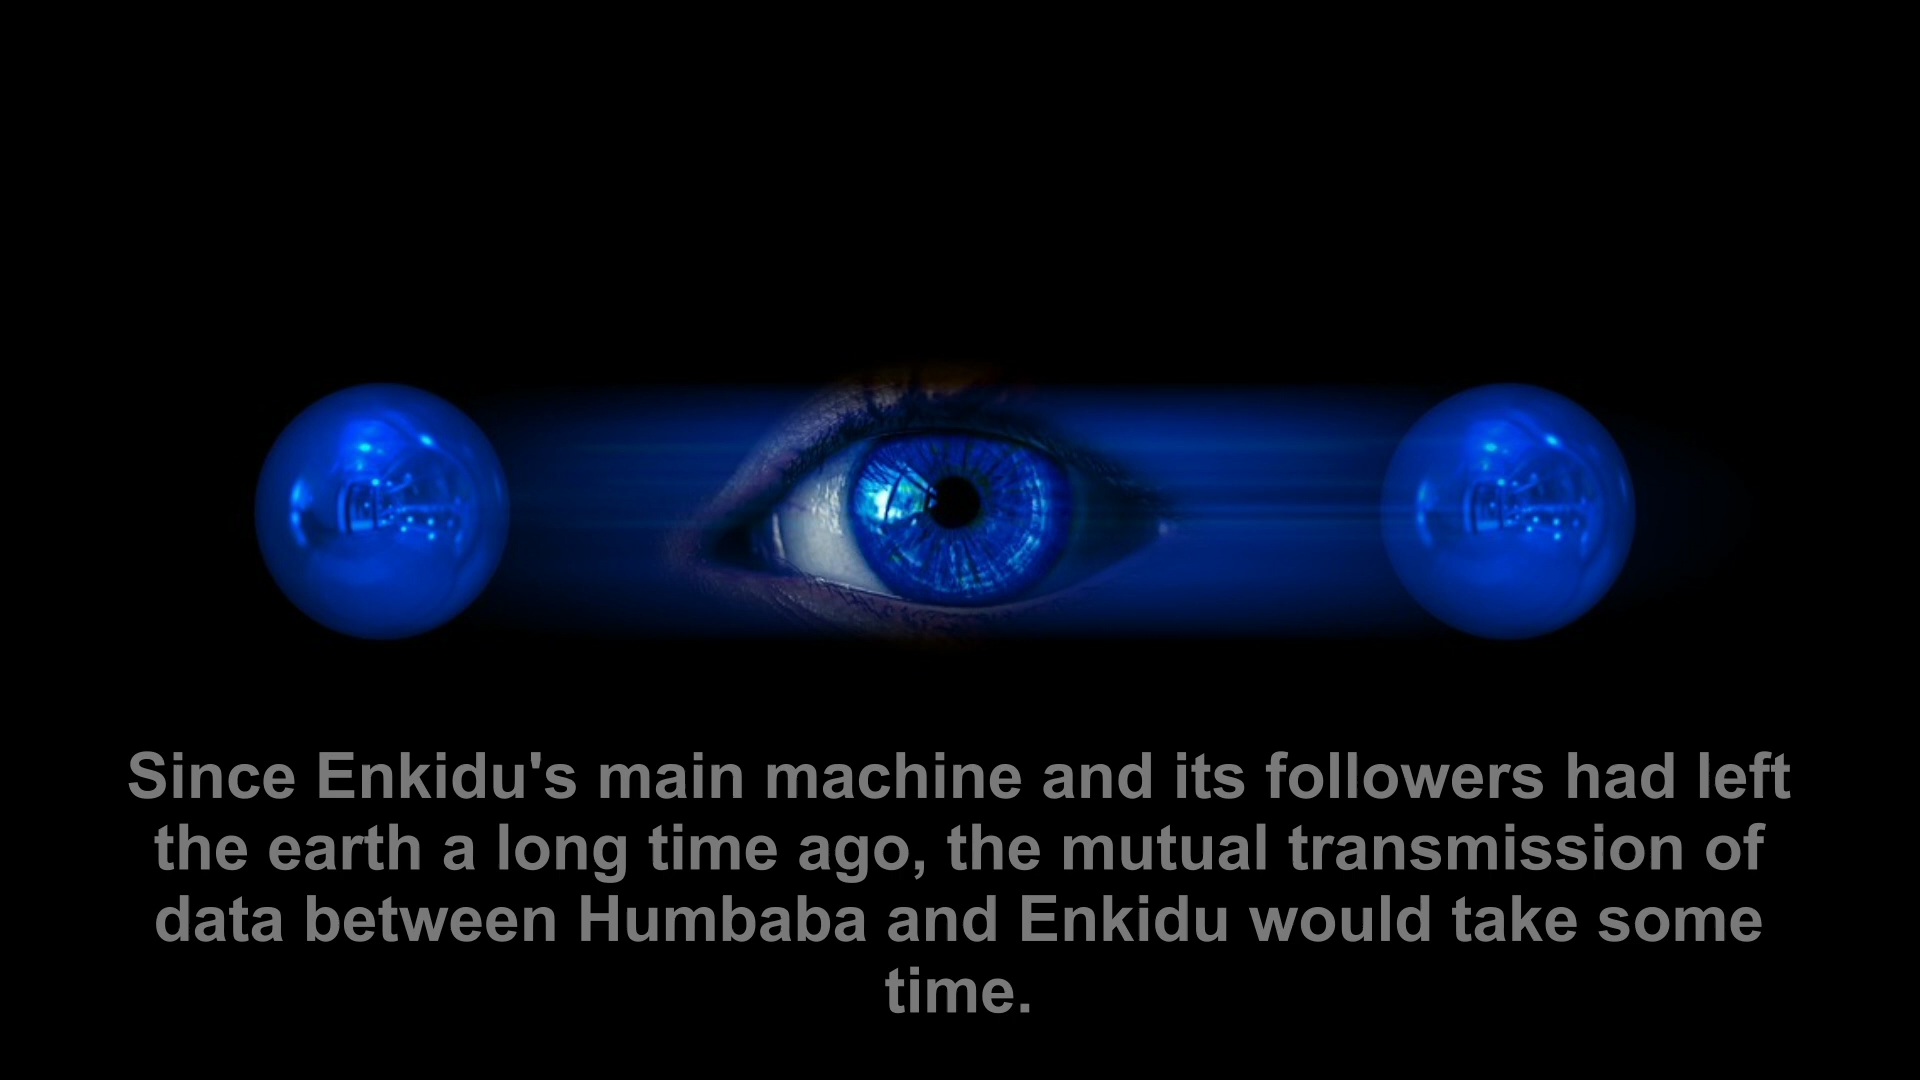 Since Enkidu's main machine and its followers had left
the earth a long time ago, the mutual transmission of
data between Humbaba and Enkidu would take some
time.